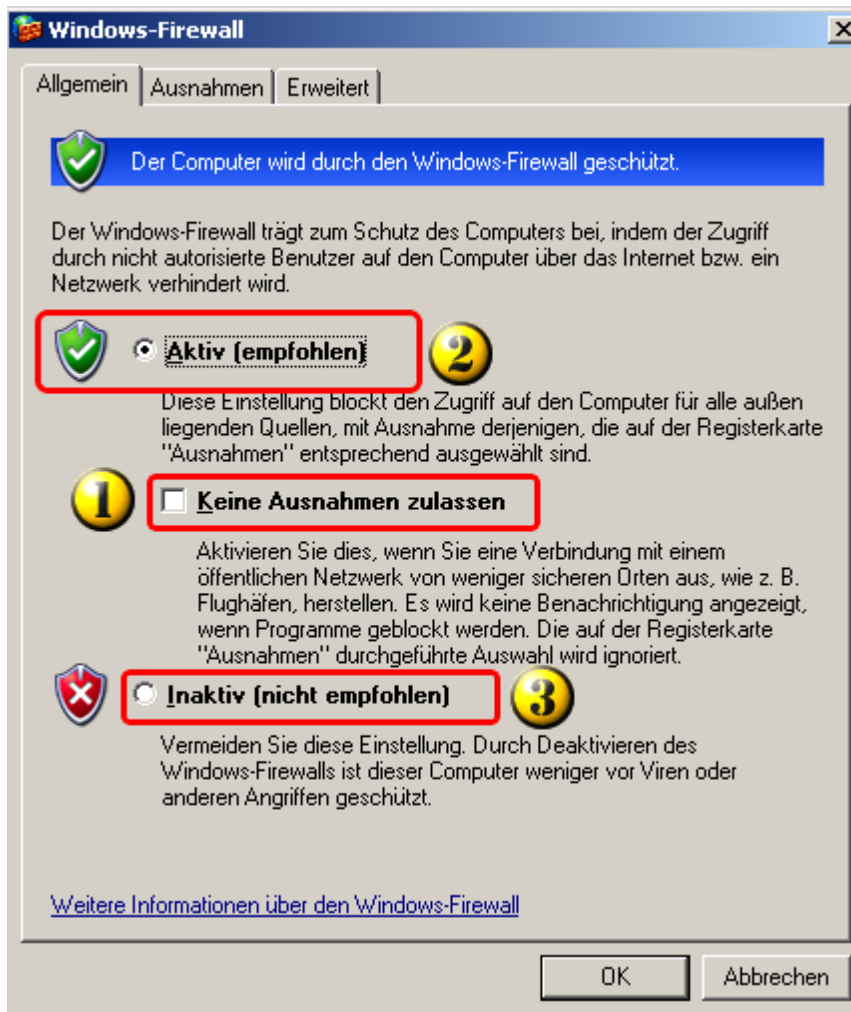 Windows-Firewall
Allgemein
Ausnahmen
Erweitert
Der Computer wird durch den Windows-Firewall geschützt.
Der Windows-Firewall trägt zum Schutz des Computers bei, indem der Zugriff
durch nicht autorisierte Benutzer auf den Computer über das Internet bzw. ein
Netzwerk verhindert wird.
Aktiv (empfohlen)
2
Diese Einstellung blockt den Zugriff auf den Computer für alle außen
liegenden Quellen, mit Ausnahme derjenigen, die auf der Registerkarte
"Ausnahmen" entsprechend ausgewählt sind.
1
Keine Ausnahmen zulassen
Aktivieren Sie dies, wenn Sie eine Verbindung mit einem
öffentlichen Netzwerk von weniger sicheren Orten aus, wie z. B.
Flughäfen, herstellen. Es wird keine Benachrichtigung angezeigt,
wenn Programme geblockt werden. Die auf der Registerkarte
"Ausnahmen" durchgeführte Auswahl wird ignoriert.
Inaktiv (nicht empfohlen)
3
Vermeiden Sie diese Einstellung. Durch Deaktivieren des
Windows-Firewalls ist dieser Computer weniger vor Viren oder
anderen Angriffen geschützt.
Weitere Informationen über den Windows-Firewall
OK
Abbrechen